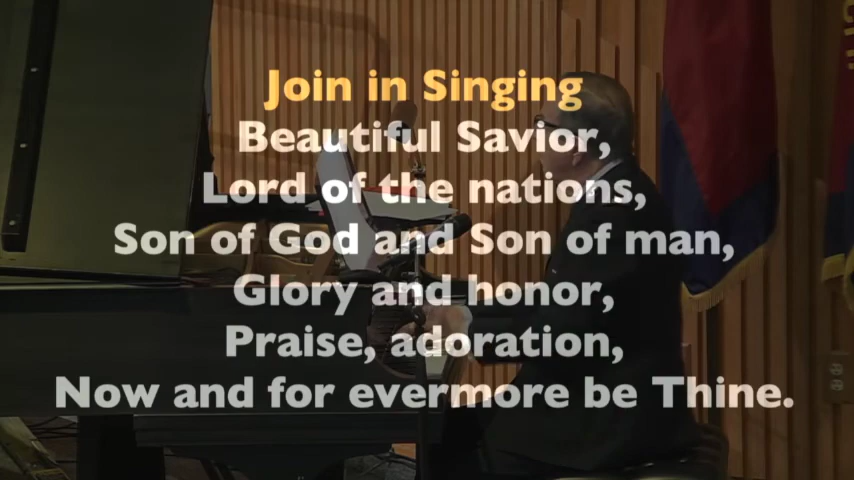 Join in Singing
Beautiful Savior,
Lord of the nations,
Son of God and Son of man,
Glory and honor,
Praise, adoration,
Now and for evermore be Thine.